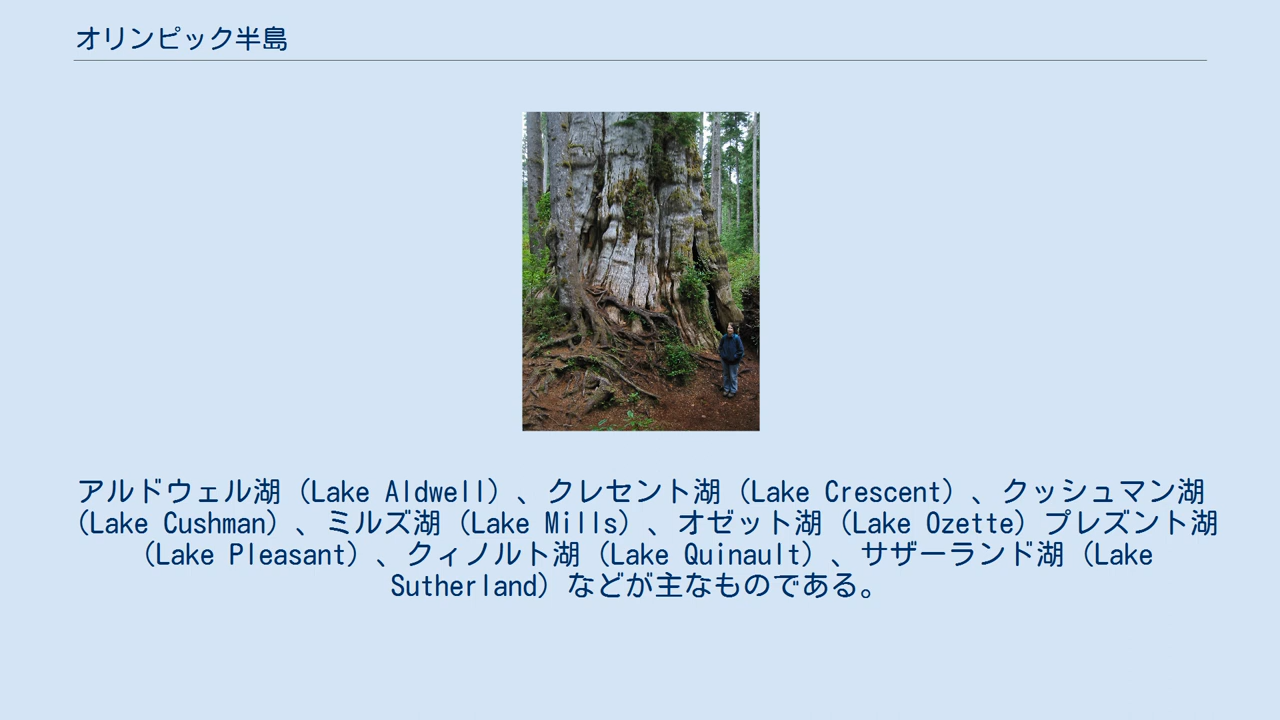 オリンピック半島
アルドウェル湖（Lake Aldwell）、クレセント湖（Lake Crescent）、クッシュマン湖
（Lake Cushman）、ミルズ湖（Lake Mills）、オゼット湖（Lake Ozette）プレズント湖
（Lake Pleasant）、クィノルト湖（Lake Quinault）、サザーランド湖（Lake
Sutherland）などが主なものである。